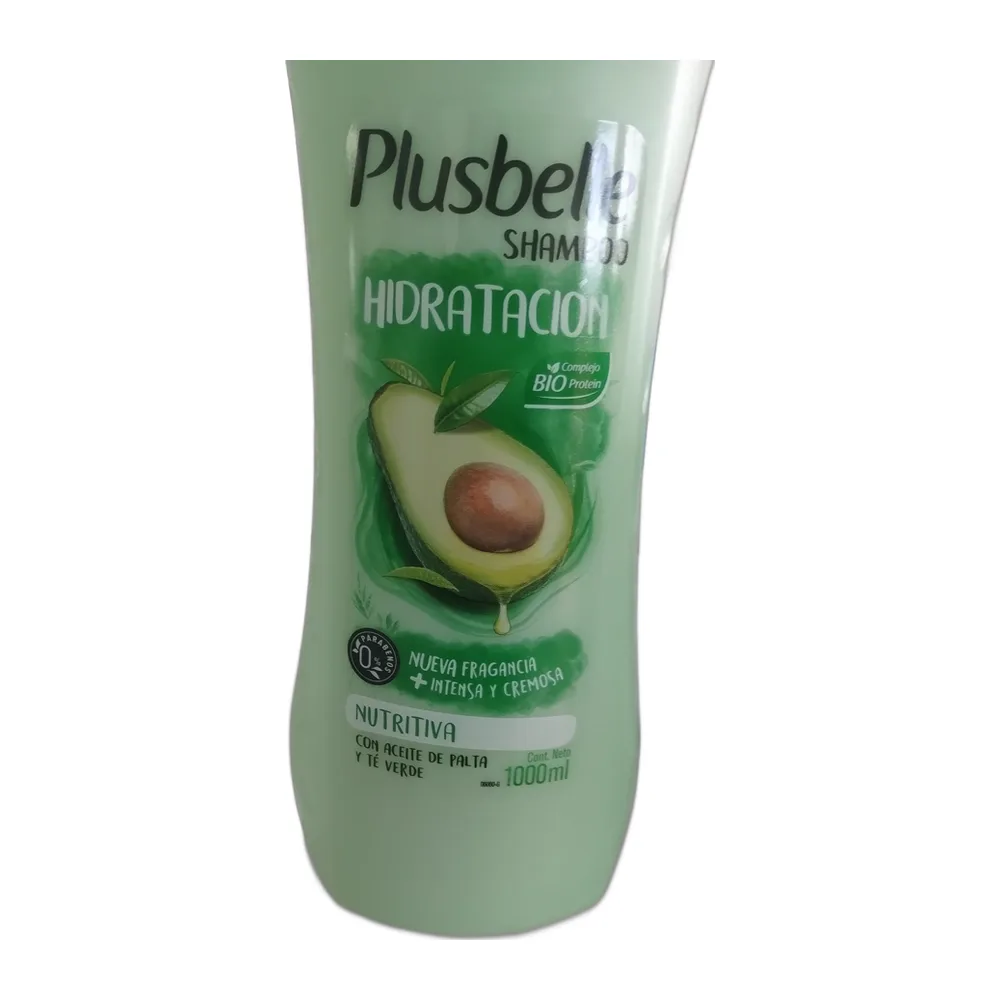 Plusbelle
SHAMPOO
HIDRATACIÓN
Complejo
BIO Protein
PARABENOS
0%
NUEVA FRAGANCIA
+ INTENSA Y CREMOSA
NUTRITIVA
CON ACEITE DE PALTA
Y TÉ VERDE
Cont. Neto
1000ml